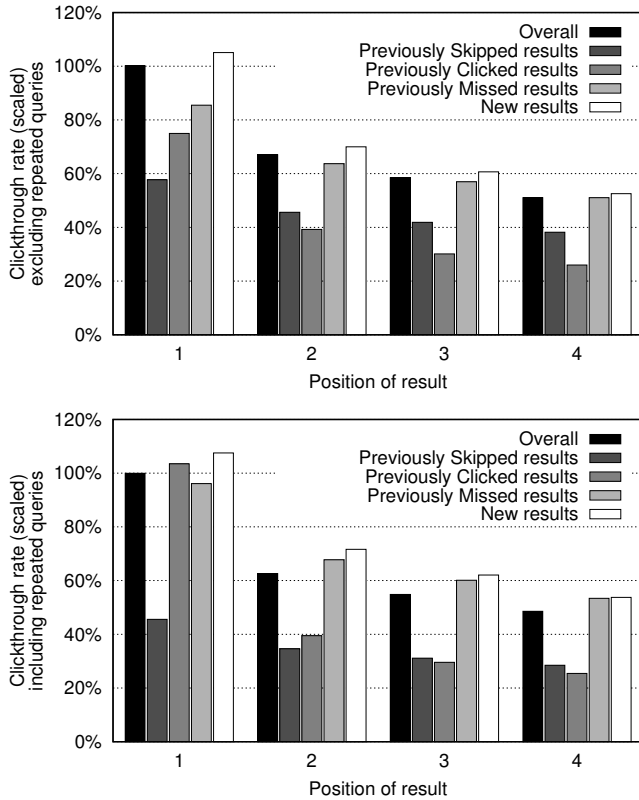 120%
100%
80%
60%
40%
20%
0%
Clickthrough rate (scaled)
excluding repeated queries
Overall
Previously Skipped results
Previously Clicked results
Previously Missed results
New results
1 2 3 4
Position of result
120%
100%
80%
60%
40%
20%
0%
Clickthrough rate (scaled)
including repeated queries
Overall
Previously Skipped results
Previously Clicked results
Previously Missed results
New results
1 2 3 4
Position of result